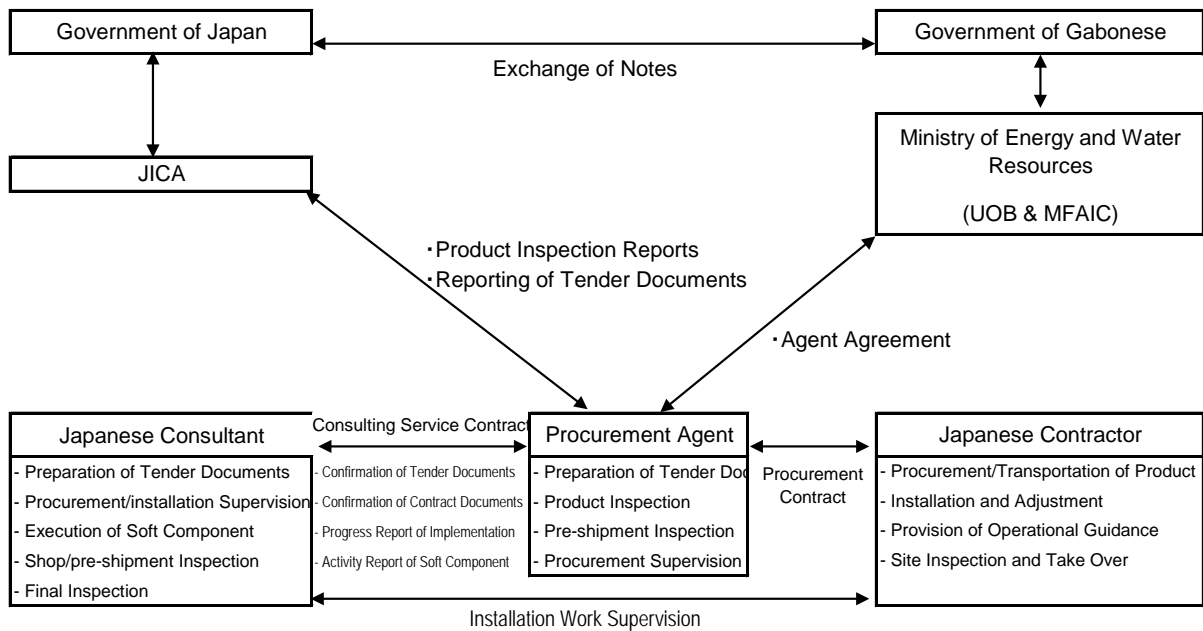 Government of Japan
Government of Gabonese
Exchange of Notes
JICA
Ministry of Energy and Water
Resources
(UOB & MFAIC)
・Product Inspection Reports
・Reporting of Tender Documents
・Agent Agreement
Japanese Consultant
- Preparation of Tender Documents
- Procurement/installation Supervision
- Execution of Soft Component
- Shop/pre-shipment Inspection
- Final Inspection
Consulting Service Contract
- Confirmation of Tender Documents
- Confirmation of Contract Documents
- Progress Report of Implementation
- Activity Report of Soft Component
Procurement Agent
- Preparation of Tender Doc
- Product Inspection
- Pre-shipment Inspection
- Procurement Supervision
Procurement
Contract
Japanese Contractor
- Procurement/Transportation of Product
- Installation and Adjustment
- Provision of Operational Guidance
- Site Inspection and Take Over
Installation Work Supervision